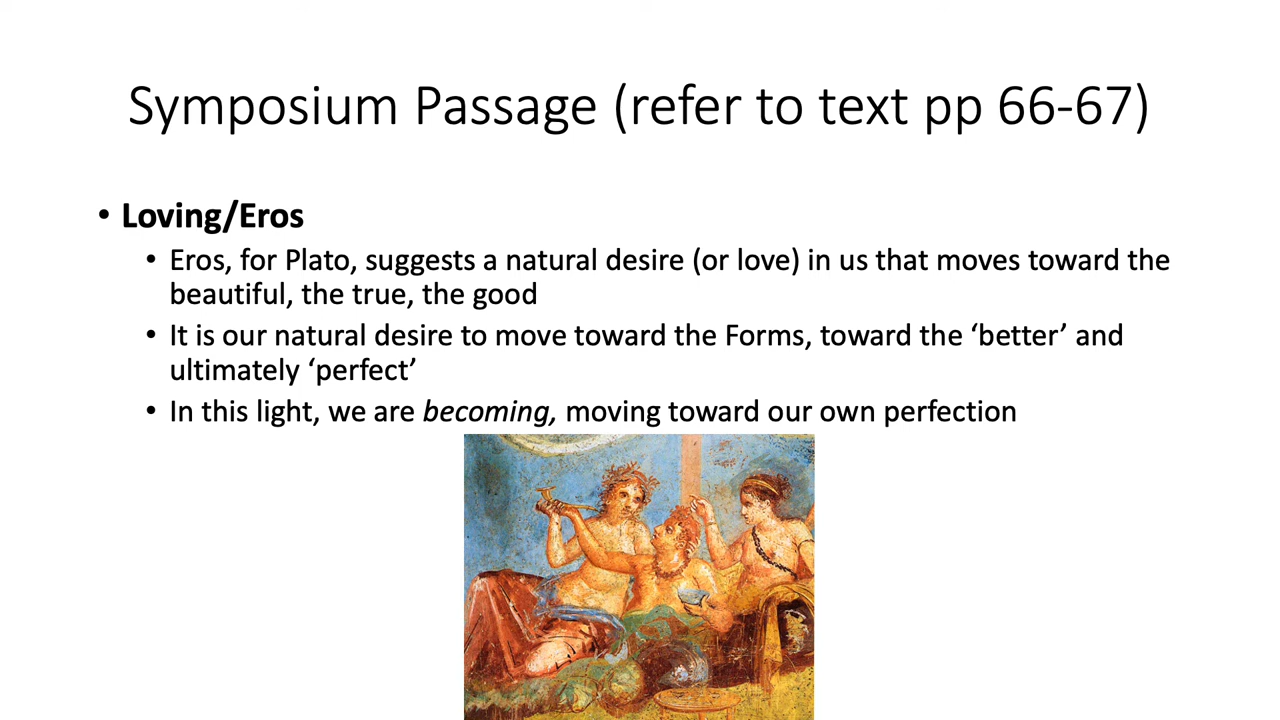 Symposium Passage (refer to text pp 66-67)
• Loving/Eros
• Eros, for Plato, suggests a natural desire (or love) in us that moves toward the
beautiful, the true, the good
• It is our natural desire to move toward the Forms, toward the ‘better’ and
ultimately ‘perfect’
• In this light, we are becoming, moving toward our own perfection